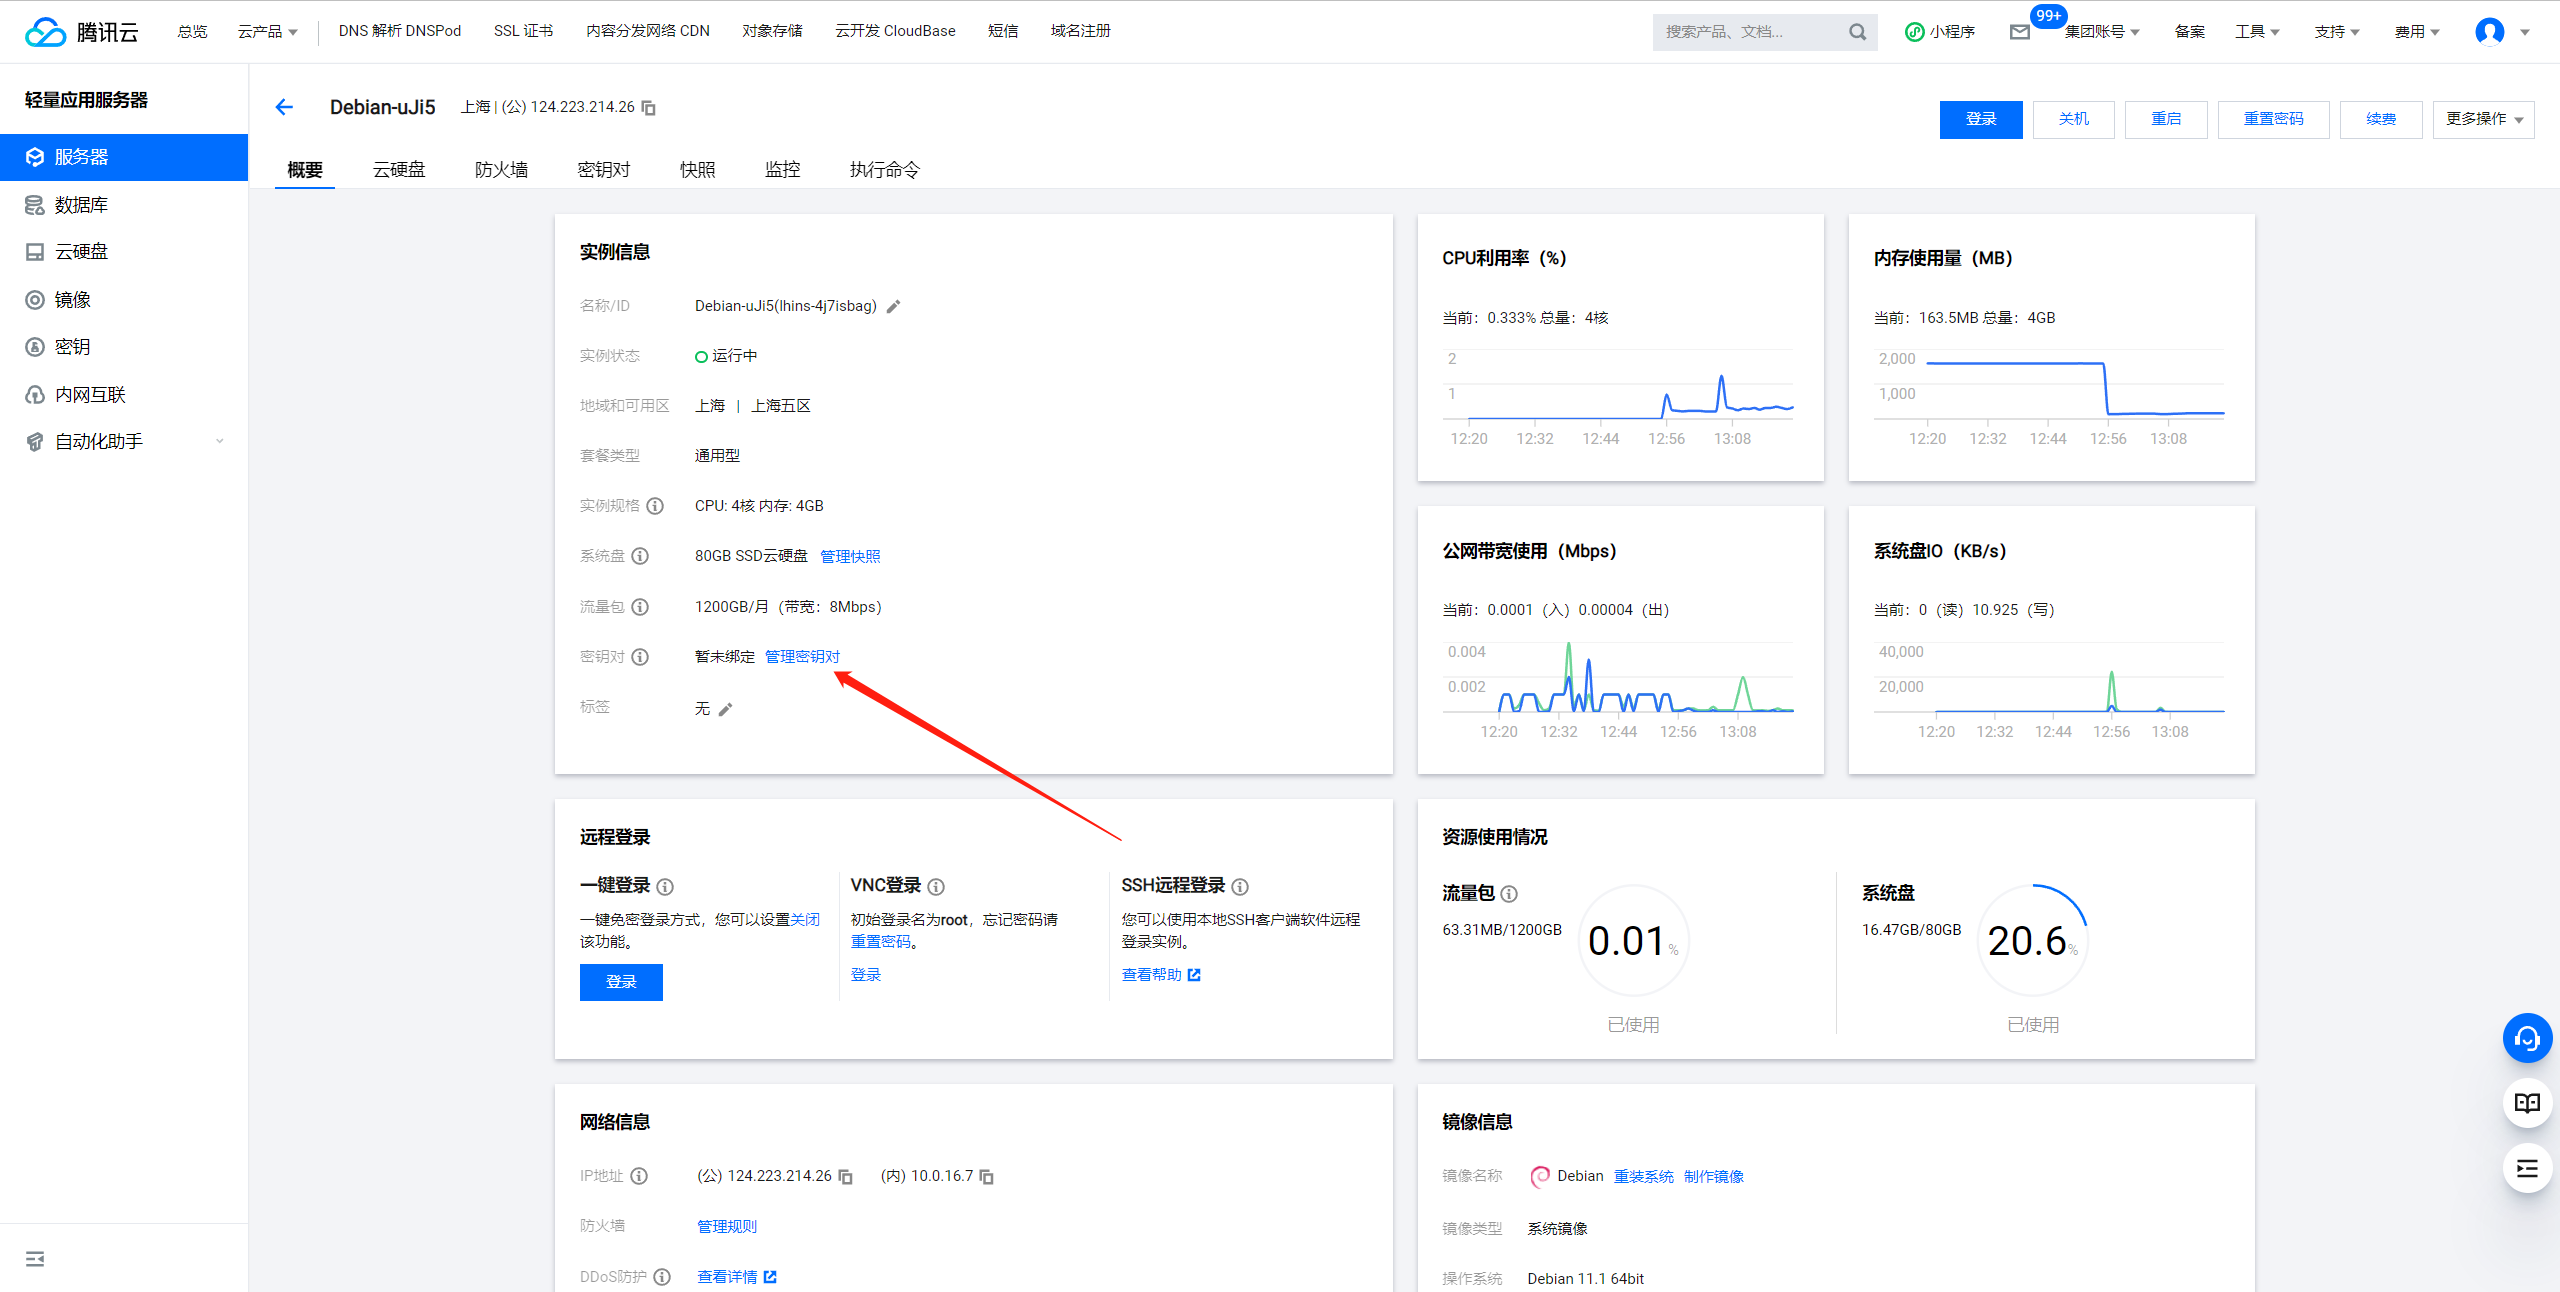 腾讯云 总览 云产品 DNS 解析 DNSPod SSL 证书 内容分发网络 CDN 对象存储 云开发 CloudBase 短信 域名注册 搜索产品、文档... 小程序 99+ 集团账号 备案 工具 支持 费用
轻量应用服务器
服务器
数据库
云硬盘
镜像
密钥
内网互联
自动化助手
Debian-uJi5 上海 | (公) 124.223.214.26
登录 关机 重启 重置密码 续费 更多操作
概要 云硬盘 防火墙 密钥对 快照 监控 执行命令
实例信息
名称/ID Debian-uJi5(lhins-4j7isbag)
实例状态 运行中
地域和可用区 上海 | 上海五区
套餐类型 通用型
实例规格 CPU: 4核 内存: 4GB
系统盘 80GB SSD云硬盘 管理快照
流量包 1200GB/月（带宽：8Mbps）
密钥对 暂未绑定 管理密钥对
标签 无
CPU利用率（%）
当前：0.333% 总量：4核
2
1
12:20 12:32 12:44 12:56 13:08
内存使用量（MB）
当前：163.5MB 总量：4GB
2,000
1,000
12:20 12:32 12:44 12:56 13:08
公网带宽使用（Mbps）
当前：0.0001（入）0.00004（出）
0.004
0.002
12:20 12:32 12:44 12:56 13:08
系统盘IO（KB/s）
当前：0（读）10.925（写）
40,000
20,000
12:20 12:32 12:44 12:56 13:08
远程登录
一键登录
一键免密登录方式，您可以设置关闭
该功能。
登录
VNC登录
初始登录名为root，忘记密码请
重置密码。
登录
SSH远程登录
您可以使用本地SSH客户端软件远程
登录实例。
查看帮助
资源使用情况
流量包
63.31MB/1200GB
0.01%
已使用
系统盘
16.47GB/80GB
20.6%
已使用
网络信息
IP地址 (公) 124.223.214.26 (内) 10.0.16.7
防火墙 管理规则
DDoS防护 查看详情
镜像信息
镜像名称 Debian 重装系统 制作镜像
镜像类型 系统镜像
操作系统 Debian 11.1 64bit